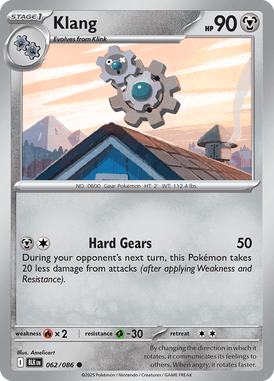 STAGE 1
Klang
HP 90
Evolves from Klink
NO. 0600 Gear Pokémon HT: 2' WT: 112.4 lbs.
Hard Gears 50
During your opponent's next turn, this Pokémon takes
20 less damage from attacks (after applying Weakness and
Resistance).
weakness × 2 resistance -30 retreat
Illus. Amelicart
I BLK EN 062/086
©2025 Pokémon / Nintendo / Creatures / GAME FREAK
By changing the direction in which it
rotates, it communicates its feelings to
others. When angry, it rotates faster.